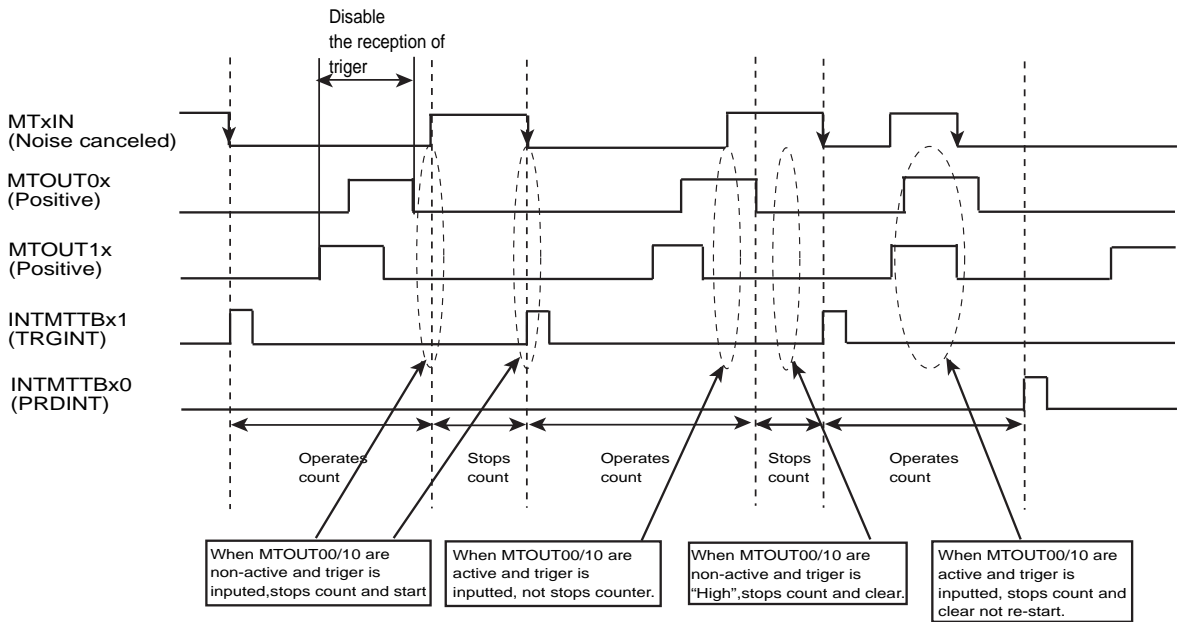 Disable
the reception of
triger
MTxIN
(Noise canceled)
MTOUT0x
(Positive)
MTOUT1x
(Positive)
INTMTTBx1
(TRGINT)
INTMTTBx0
(PRDINT)
Operates
count
Stops
count
Operates
count
Stops
count
Operates
count
When MTOUT00/10 are
non-active and triger is
inputed,stops count and start
When MTOUT00/10 are
active and triger is
inputted, not stops counter.
When MTOUT00/10 are
non-active and triger is
“High”,stops count and clear.
When MTOUT00/10 are
active and triger is
inputted, stops count and
clear not re-start.